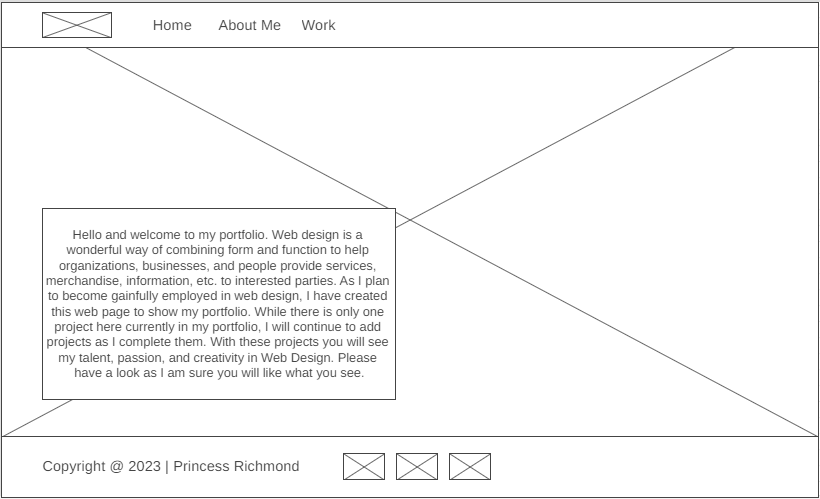 Home About Me Work
Hello and welcome to my portfolio. Web design is a
wonderful way of combining form and function to help
organizations, businesses, and people provide services,
merchandise, information, etc. to interested parties. As I plan
to become gainfully employed in web design, I have created
this web page to show my portfolio. While there is only one
project here currently in my portfolio, I will continue to add
projects as I complete them. With these projects you will see
my talent, passion, and creativity in Web Design. Please
have a look as I am sure you will like what you see.
Copyright @ 2023 | Princess Richmond